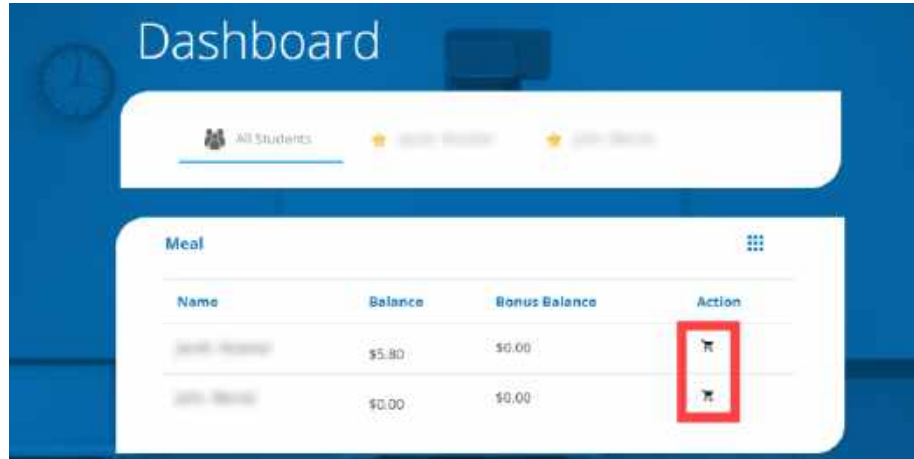 Dashboard
All Students
Meal
Name Balance Bonus Balance Action
$5.80 $0.00
$0.00 $0.00